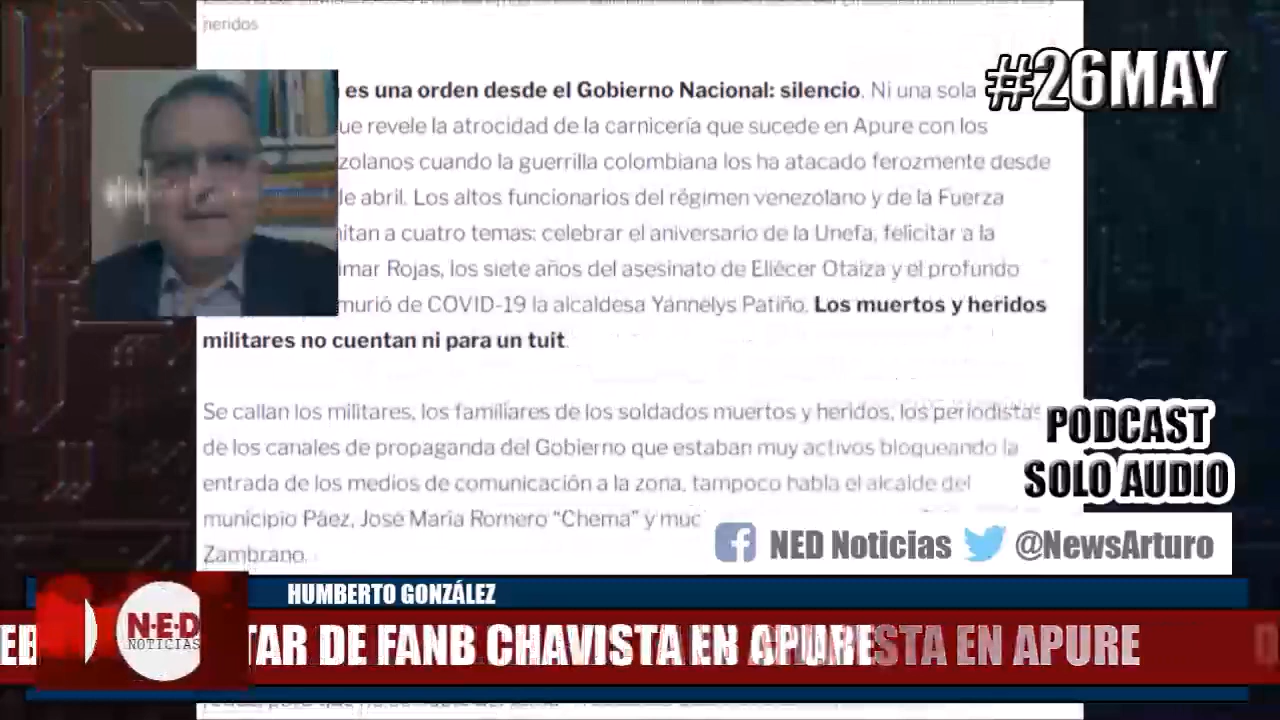 heridos
#26MAY
es una orden desde el Gobierno Nacional: silencio. Ni una sola
ue revele la atrocidad de la carnicería que sucede en Apure con los
zolanos cuando la guerrilla colombiana los ha atacado ferozmente desde
de abril. Los altos funcionarios del régimen venezolano y de la Fuerza
itan a cuatro temas: celebrar el aniversario de la Unefa, felicitar a la
imar Rojas, los siete años del asesinato de Eliécer Otaiza y el profundo
murió de COVID-19 la alcaldesa Yannelys Patiño. Los muertos y heridos
militares no cuentan ni para un tuit.
Se callan los militares, los familiares de los soldados muertos y heridos, los periodistas
de los canales de propaganda del Gobierno que estaban muy activos bloqueando la
entrada de los medios de comunicación a la zona, tampoco habla el alcalde del
municipio Páez, José María Romero “Chema” y muc
Zambrano.
PODCAST
SOLO AUDIO
NED Noticias @NewsArturo
HUMBERTO GONZÁLEZ
N·E·D
NOTICIAS
TAR DE FANB CHAVISTA EN APURE STA EN APURE